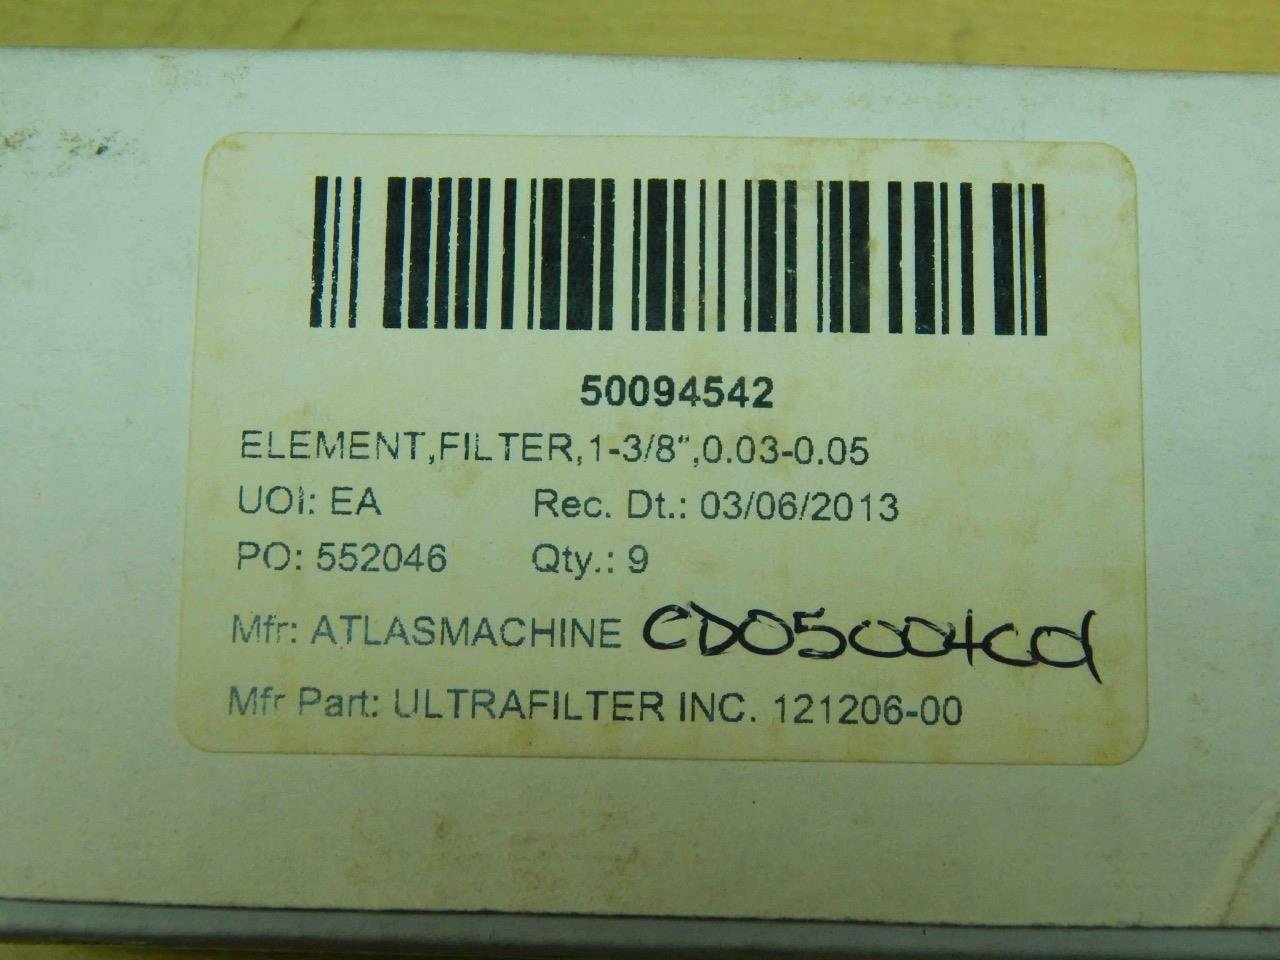 50094542
ELEMENT,FILTER,1-3/8",0.03-0.05
UOI: EA Rec. Dt.: 03/06/2013
PO: 552046 Qty.: 9
Mfr: ATLASMACHINE
Mfr Part: ULTRAFILTER INC. 121206-00